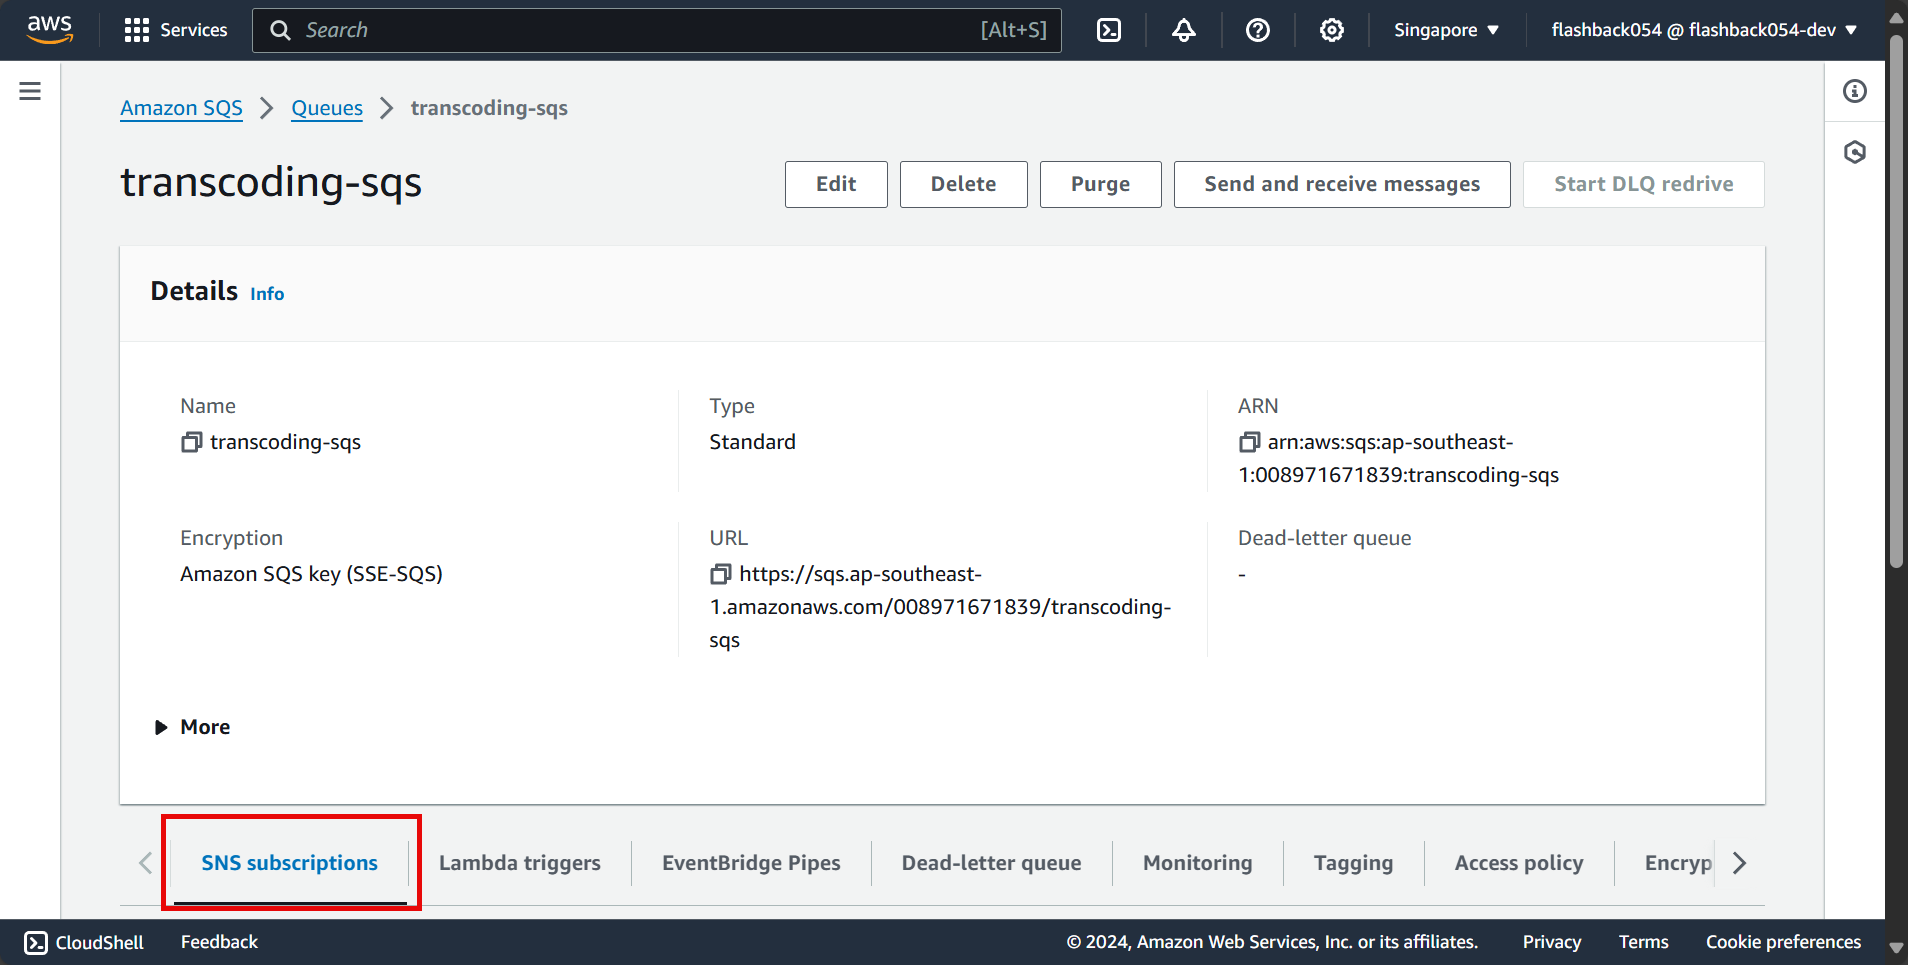 aws
Services
Search
[Alt+S]
Singapore
flashback054 @ flashback054-dev
Amazon SQS
Queues
transcoding-sqs
transcoding-sqs
Edit
Delete
Purge
Send and receive messages
Start DLQ redrive
Details
Info
Name
transcoding-sqs
Type
Standard
ARN
arn:aws:sqs:ap-southeast-
1:008971671839:transcoding-sqs
Encryption
Amazon SQS key (SSE-SQS)
URL
https://sqs.ap-southeast-
1.amazonaws.com/008971671839/transcoding-
sqs
Dead-letter queue
-
More
SNS subscriptions
Lambda triggers
EventBridge Pipes
Dead-letter queue
Monitoring
Tagging
Access policy
Encryp
CloudShell
Feedback
© 2024, Amazon Web Services, Inc. or its affiliates.
Privacy
Terms
Cookie preferences